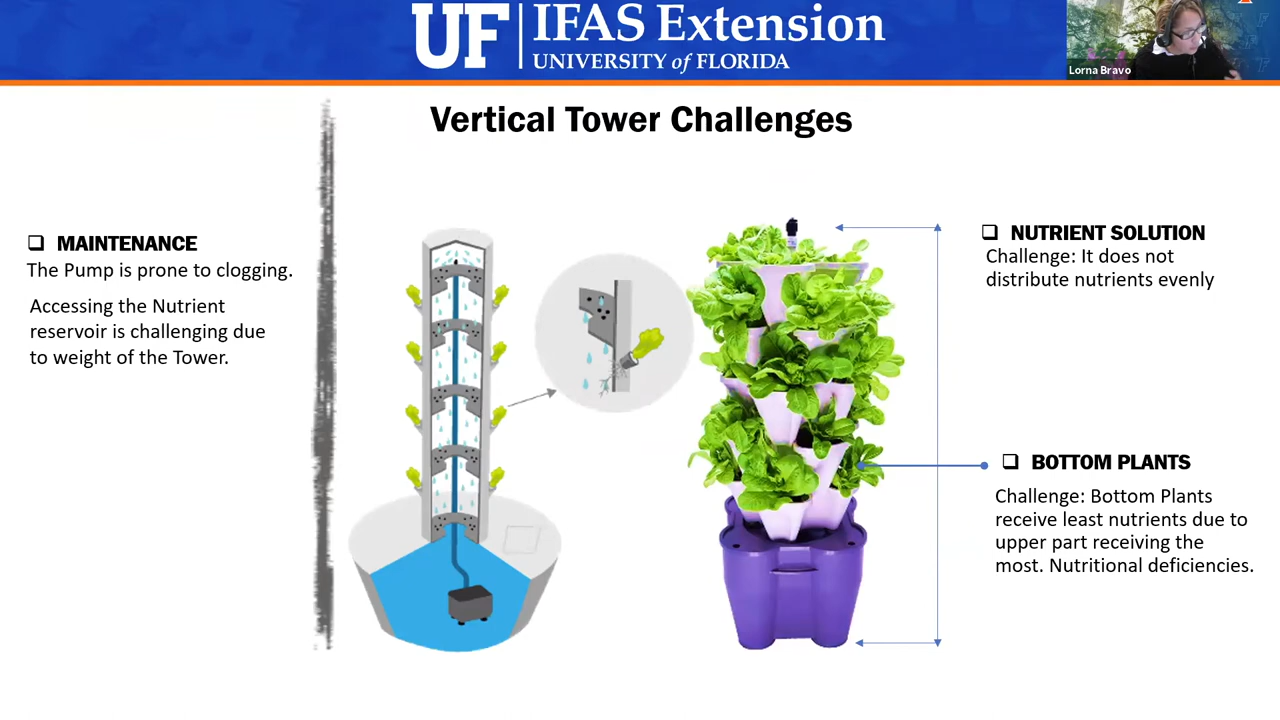 UF IFAS Extension
UNIVERSITY of FLORIDA
Lorna Bravo
Vertical Tower Challenges
MAINTENANCE
The Pump is prone to clogging.
Accessing the Nutrient
reservoir is challenging due
to weight of the Tower.
NUTRIENT SOLUTION
Challenge: It does not
distribute nutrients evenly
BOTTOM PLANTS
Challenge: Bottom Plants
receive least nutrients due to
upper part receiving the
most. Nutritional deficiencies.